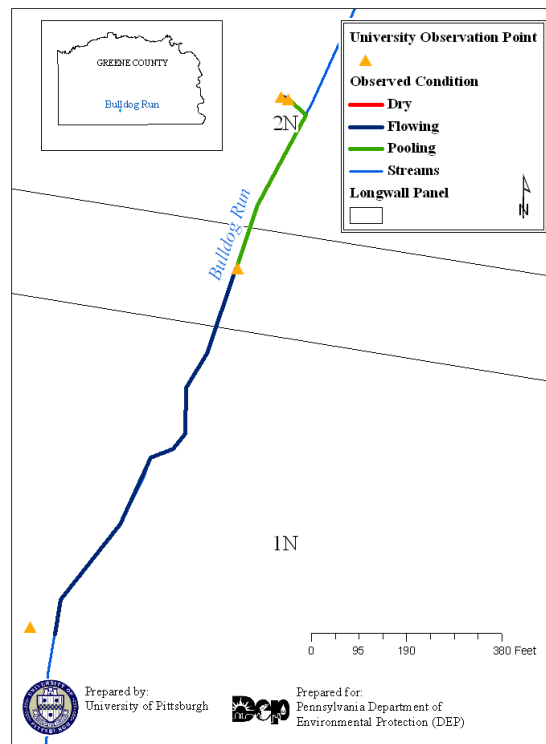 GREENE COUNTY
Bulldog Run
University Observation Point
Observed Condition
Dry
Flowing
Pooling
Streams
Longwall Panel
N
2N
Bulldog Run
1N
0 95 190 380 Feet
Prepared by:
University of Pittsburgh
Dep
Prepared for:
Pennsylvania Department of
Environmental Protection (DEP)